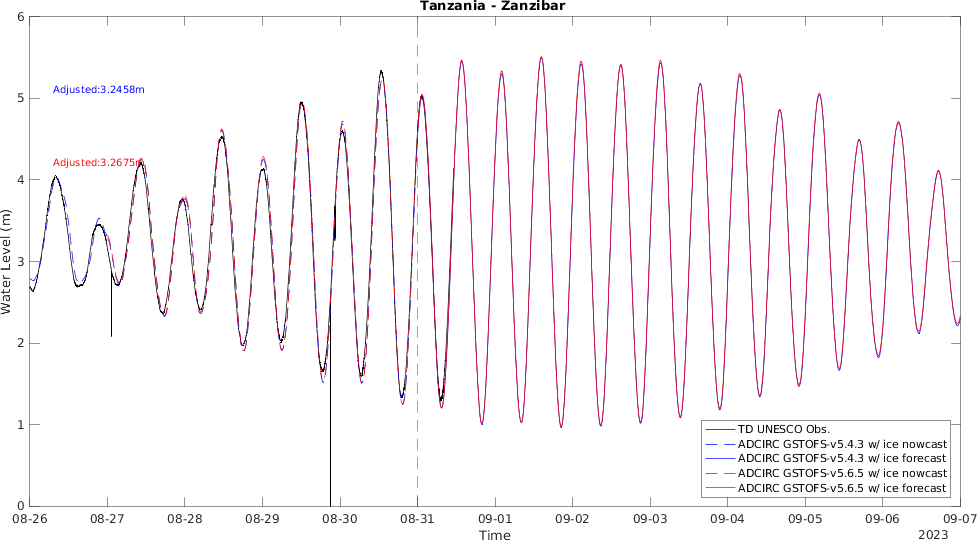 Tanzania - Zanzibar
6
5
4
3
2
1
0
Water Level (m)
Adjusted:3.2458m
Adjusted:3.2675m
TD UNESCO Obs.
ADCIRC GSTOFS-v5.4.3 w/ ice nowcast
ADCIRC GSTOFS-v5.4.3 w/ ice forecast
ADCIRC GSTOFS-v5.6.5 w/ ice nowcast
ADCIRC GSTOFS-v5.6.5 w/ ice forecast
08-26 08-27 08-28 08-29 08-30 08-31 09-01 09-02 09-03 09-04 09-05 09-06 09-07
Time
2023